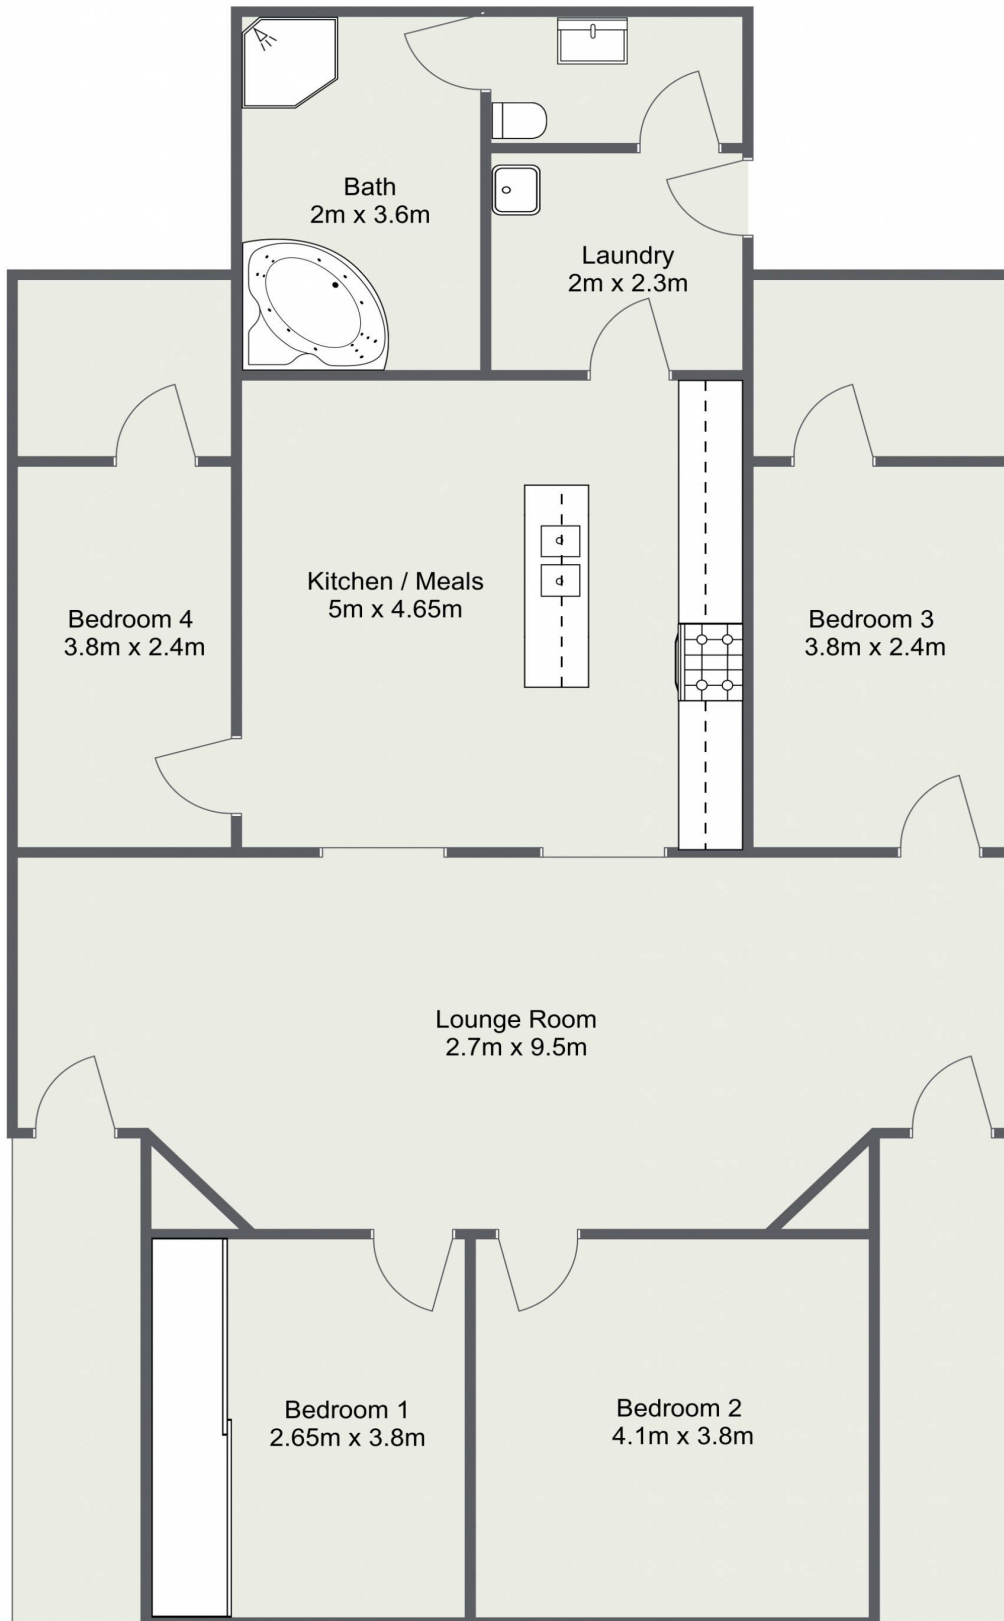 Bath
2m x 3.6m
Laundry
2m x 2.3m
Kitchen / Meals
5m x 4.65m
Bedroom 4
3.8m x 2.4m
Bedroom 3
3.8m x 2.4m
Lounge Room
2.7m x 9.5m
Bedroom 1
2.65m x 3.8m
Bedroom 2
4.1m x 3.8m